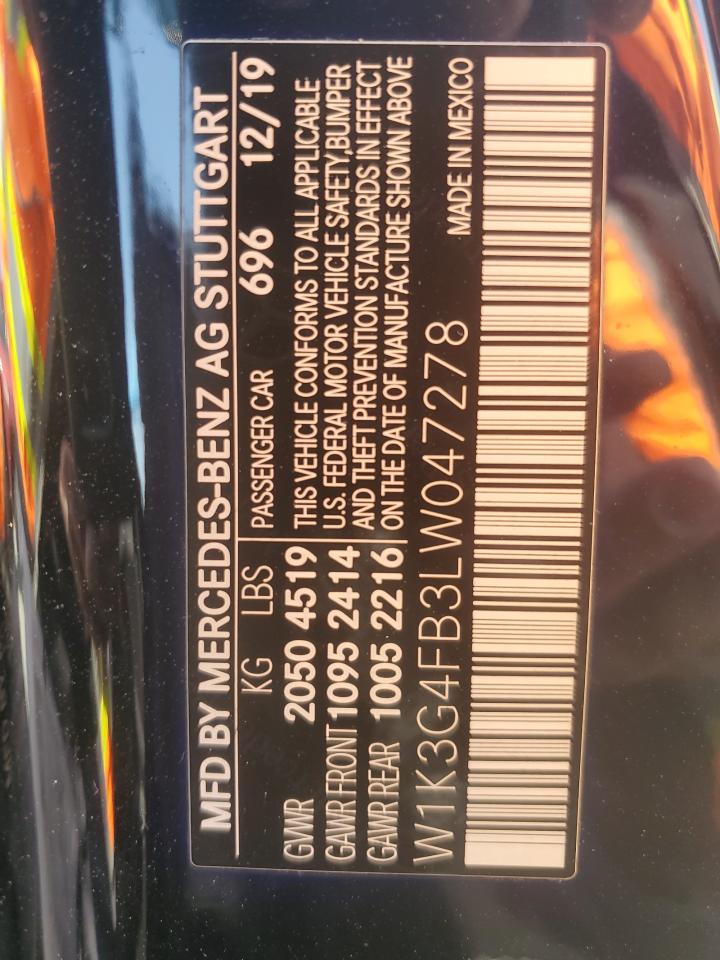 MFD BY MERCEDES-BENZ AG STUTTGART
KG LBS PASSENGER CAR 696 12/19
GVWR 2050 4519 THIS VEHICLE CONFORMS TO ALL APPLICABLE
GAWR FRONT 1095 2414 U.S. FEDERAL MOTOR VEHICLE SAFETY,BUMPER
GAWR REAR 1005 2216 AND THEFT PREVENTION STANDARDS IN EFFECT
ON THE DATE OF MANUFACTURE SHOWN ABOVE
W1K3G4FB3LW047278 MADE IN MEXICO